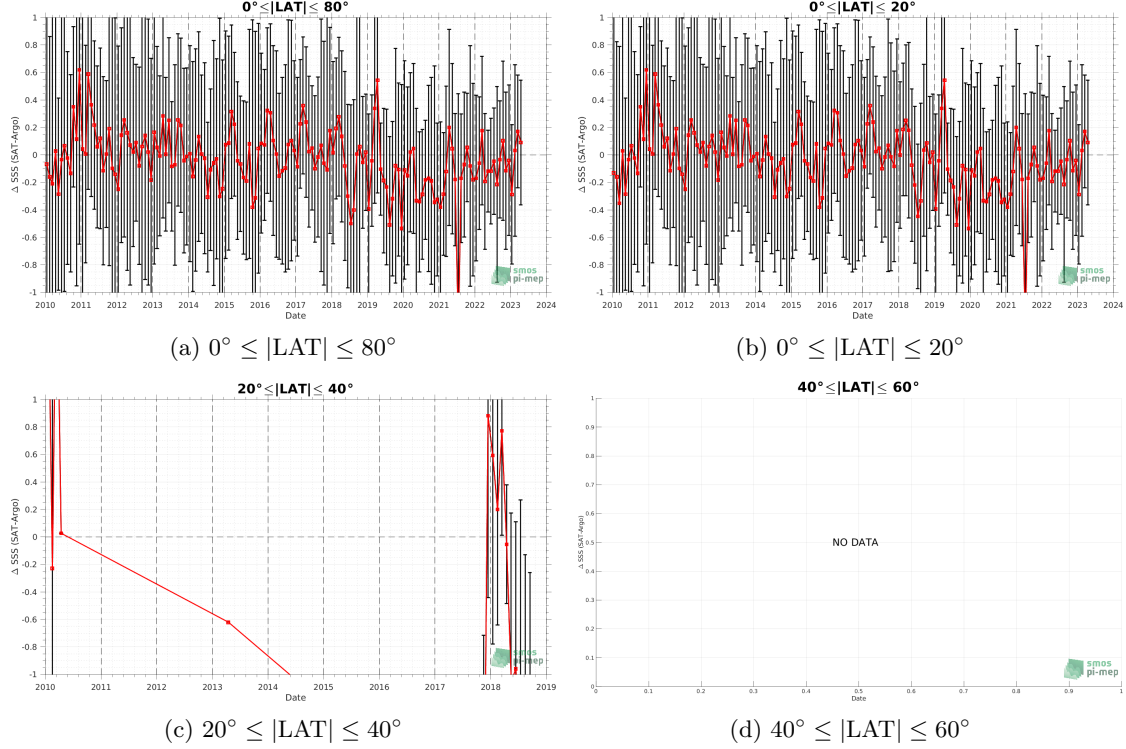 0°≤|LAT|≤ 80°
Δ SSS (SAT-Argo)
1
0.8
0.6
0.4
0.2
0
-0.2
-0.4
-0.6
-0.8
-1
2010 2011 2012 2013 2014 2015 2016 2017 2018 2019 2020 2021 2022 2023 2024
Date
smos
pi-mep
(a) 0° ≤ |LAT| ≤ 80°
0°≤|LAT|≤ 20°
Δ SSS (SAT-Argo)
1
0.8
0.6
0.4
0.2
0
-0.2
-0.4
-0.6
-0.8
-1
2010 2011 2012 2013 2014 2015 2016 2017 2018 2019 2020 2021 2022 2023 2024
Date
smos
pi-mep
(b) 0° ≤ |LAT| ≤ 20°
20°≤|LAT|≤ 40°
Δ SSS (SAT-Argo)
1
0.8
0.6
0.4
0.2
0
-0.2
-0.4
-0.6
-0.8
-1
2010 2011 2012 2013 2014 2015 2016 2017 2018 2019
Date
smos
pi-mep
(c) 20° ≤ |LAT| ≤ 40°
40°≤|LAT|≤ 60°
Δ SSS (SAT-Argo)
1
0.9
0.8
0.7
0.6
0.5
0.4
0.3
0.2
0.1
0
NO DATA
0 0.1 0.2 0.3 0.4 0.5 0.6 0.7 0.8 0.9 1
Date
smos
pi-mep
(d) 40° ≤ |LAT| ≤ 60°